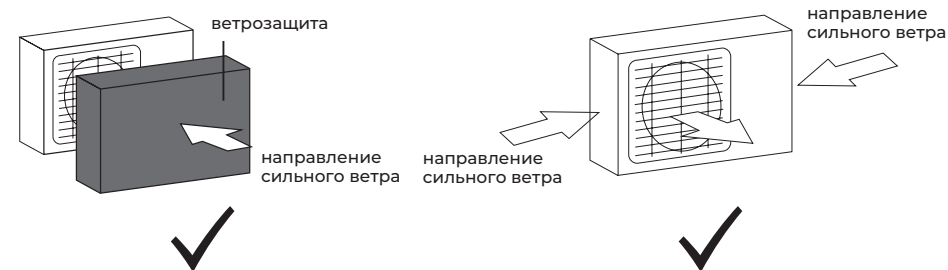 ветрозащита
направление
сильного ветра
направление
сильного ветра
направление
сильного ветра